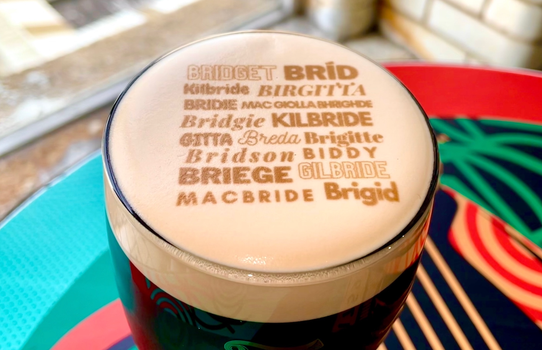 BRIDGET BRÍD
Kilbride BIRGITTA
BRIDIE MAC GIOLLA BHRIGHDE
Bridgie KILBRIDE
GITTA Breda Brigitte
Bridson BIDDY
BRIEGE GILBRIDE
MACBRIDE Brigid